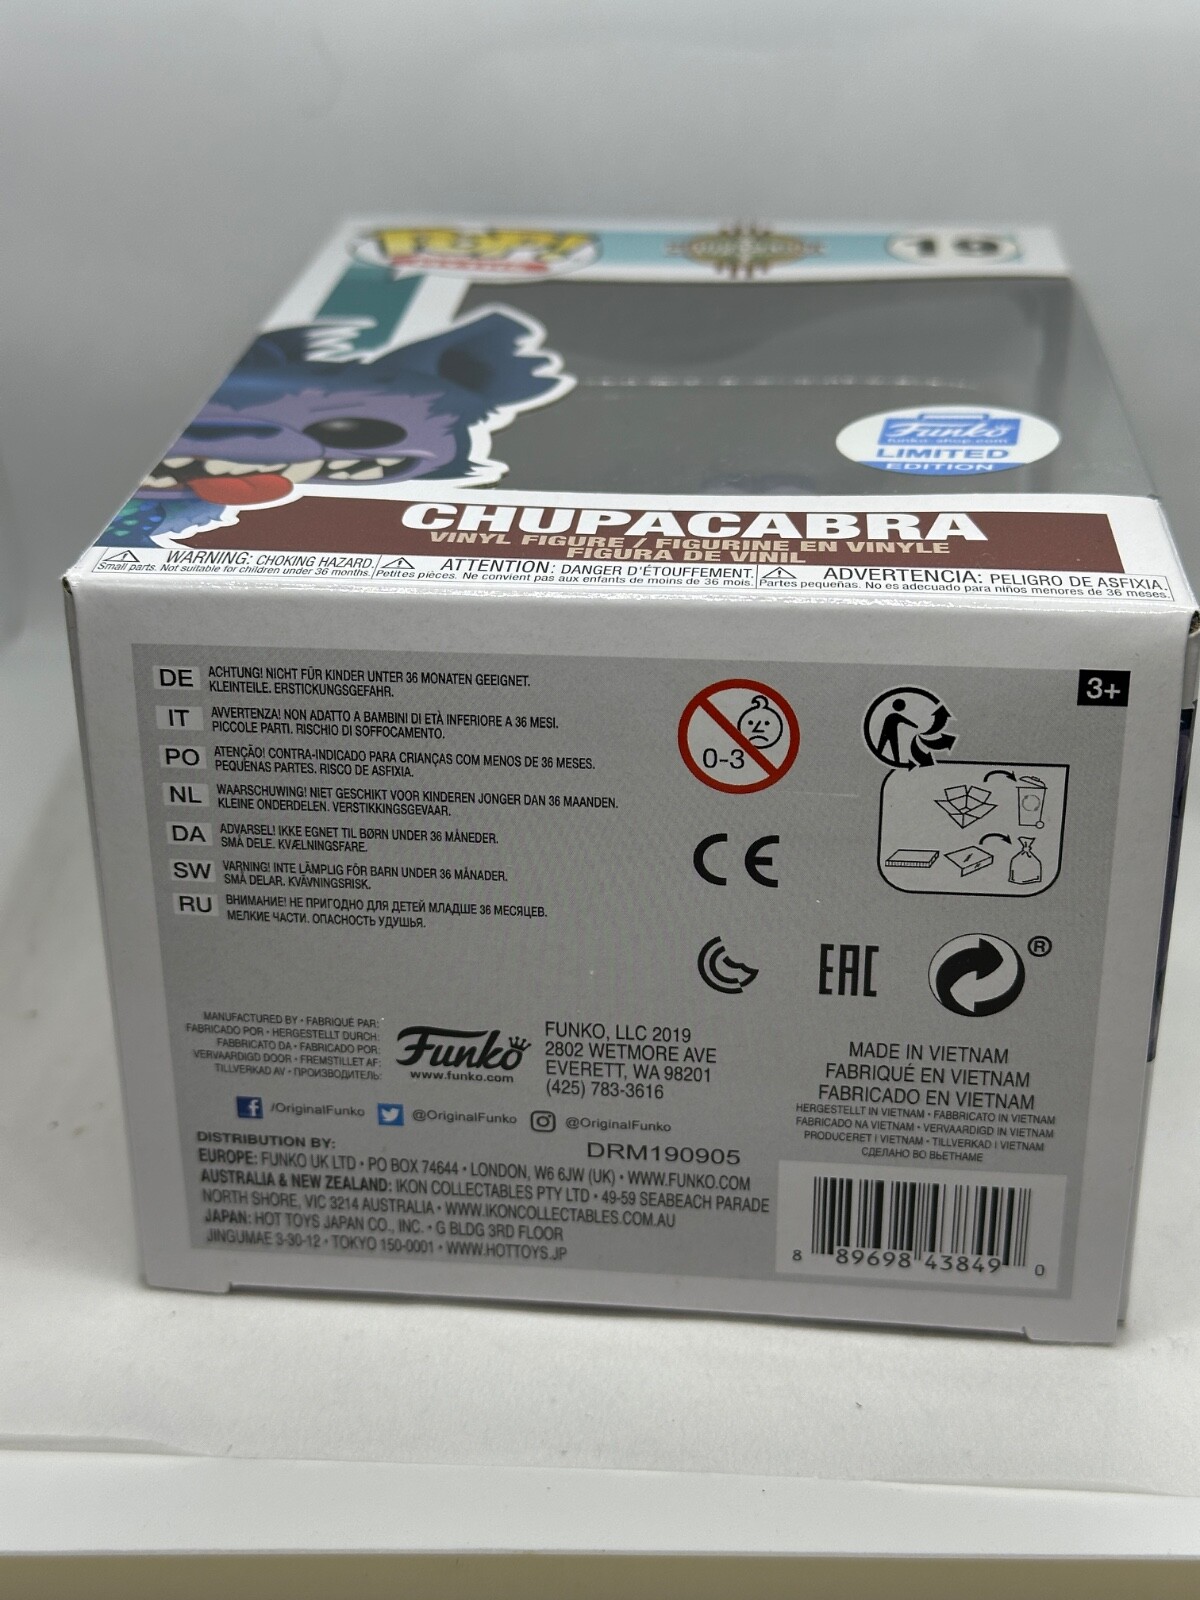 POP!
19
Funko
funko-shop.com
LIMITED
EDITION
CHUPACABRA
VINYL FIGURE / FIGURINE EN VINYLE
FIGURA DE VINIL
WARNING: CHOKING HAZARD.
Small parts. Not suitable for children under 36 months.
ATTENTION: DANGER D'ÉTOUFFEMENT.
Petites pièces. Ne convient pas aux enfants de moins de 36 mois.
ADVERTENCIA: PELIGRO DE ASFIXIA.
Partes pequeñas. No es adecuado para niños menores de 36 meses.
DE ACHTUNG! NICHT FÜR KINDER UNTER 36 MONATEN GEEIGNET.
KLEINTEILE. ERSTICKUNGSGEFAHR.
IT AVVERTENZA! NON ADATTO A BAMBINI DI ETÀ INFERIORE A 36 MESI.
PICCOLE PARTI. RISCHIO DI SOFFOCAMENTO.
PO ATENÇÃO! CONTRA-INDICADO PARA CRIANÇAS COM MENOS DE 36 MESES.
PEQUENAS PARTES. RISCO DE ASFIXIA.
NL WAARSCHUWING! NIET GESCHIKT VOOR KINDEREN JONGER DAN 36 MAANDEN.
KLEINE ONDERDELEN. VERSTIKKINGSGEVAAR.
DA ADVARSEL! IKKE EGNET TIL BØRN UNDER 36 MÅNEDER.
SMÅ DELE. KVÆLNINGSFARE.
SW VARNING! INTE LÄMPLIG FÖR BARN UNDER 36 MÅNADER.
SMÅ DELAR. KVÄVNINGSRISK.
RU ВНИМАНИЕ! НЕ ПРИГОДНО ДЛЯ ДЕТЕЙ МЛАДШЕ 36 МЕСЯЦЕВ.
МЕЛКИЕ ЧАСТИ. ОПАСНОСТЬ УДУШЬЯ.
0-3
3+
CE
EAC
®
MANUFACTURED BY • FABRIQUÉ PAR:
FABRICADO POR • HERGESTELLT DURCH:
FABBRICATO DA • FABRICADO POR:
VERVAARDIGD DOOR • FREMSTILLET AF:
TILLVERKAD AV • ПРОИЗВОДИТЕЛЬ:
Funko
www.funko.com
FUNKO, LLC 2019
2802 WETMORE AVE
EVERETT, WA 98201
(425) 783-3616
/OriginalFunko
@OriginalFunko
@OriginalFunko
DRM190905
DISTRIBUTION BY:
EUROPE: FUNKO UK LTD • PO BOX 74644 • LONDON, W6 6JW (UK) • WWW.FUNKO.COM
AUSTRALIA & NEW ZEALAND: IKON COLLECTABLES PTY LTD • 49-59 SEABEACH PARADE
NORTH SHORE, VIC 3214 AUSTRALIA • WWW.IKONCOLLECTABLES.COM.AU
JAPAN: HOT TOYS JAPAN CO., INC. • G BLDG 3RD FLOOR
JINGUMAE 3-30-12 • TOKYO 150-0001 • WWW.HOTTOYS.JP
MADE IN VIETNAM
FABRIQUÉ EN VIETNAM
FABRICADO EN VIETNAM
HERGESTELLT IN VIETNAM • FABBRICATO IN VIETNAM
FABRICADO NA VIETNAM • VERVAARDIGD IN VIETNAM
PRODUCERET I VIETNAM • TILLVERKAD I VIETNAM
СДЕЛАНО ВО ВЬЕТНАМЕ
8 89698 43849 0